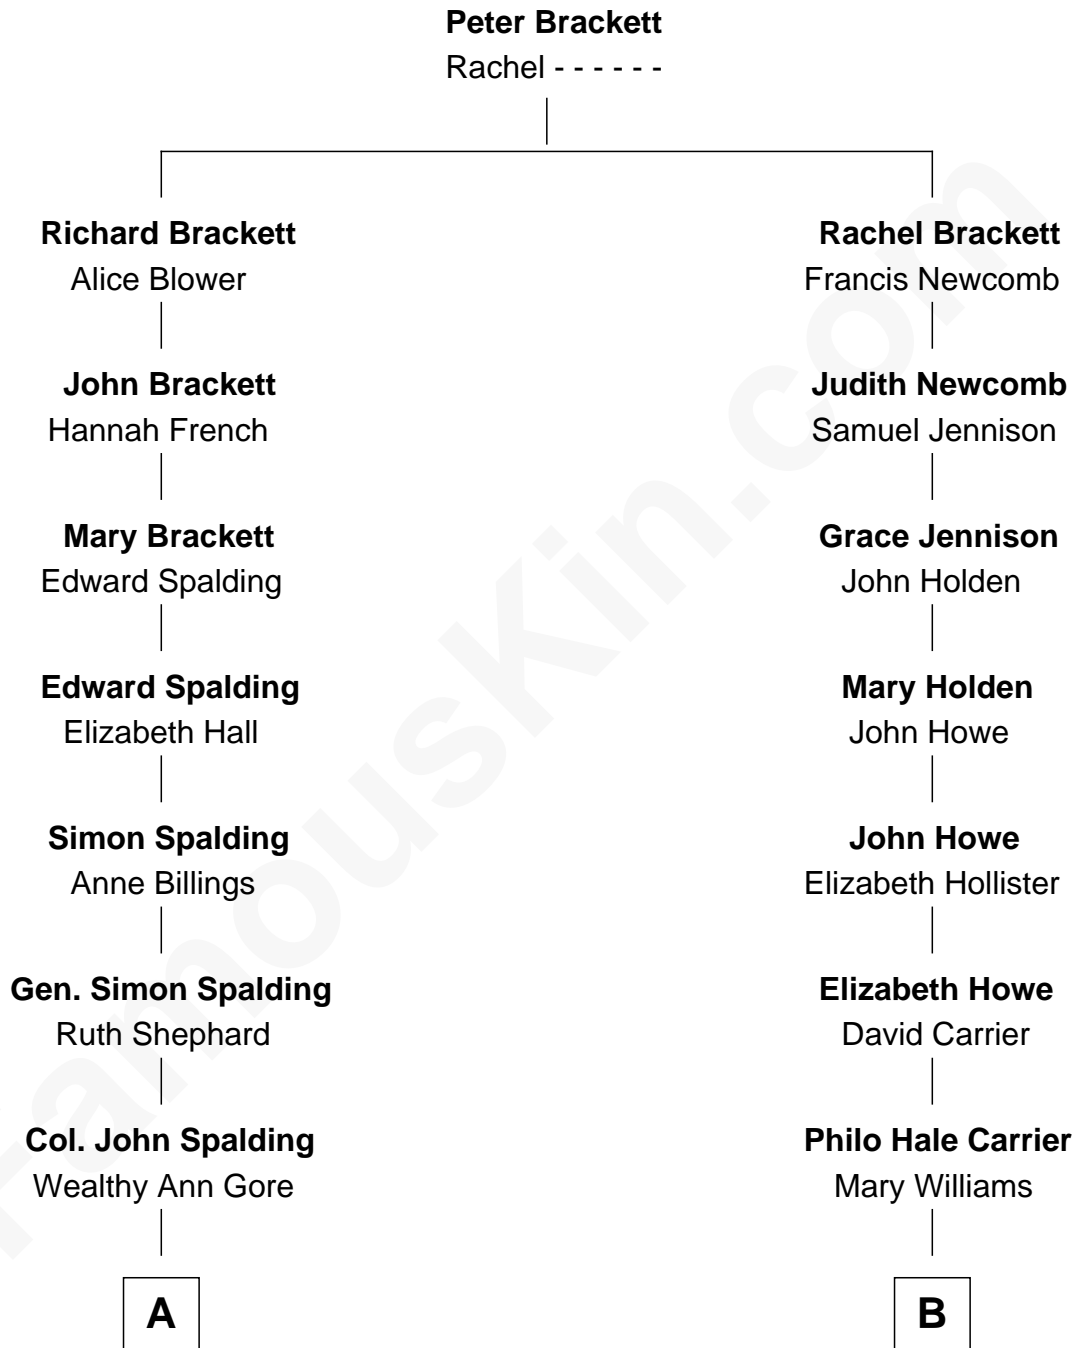 Peter Brackett
Rachel - - - - - -
Richard Brackett
Alice Blower
Rachel Brackett
Francis Newcomb
John Brackett
Hannah French
Judith Newcomb
Samuel Jennison
Mary Brackett
Edward Spalding
Grace Jennison
John Holden
Edward Spalding
Elizabeth Hall
Mary Holden
John Howe
Simon Spalding
Anne Billings
John Howe
Elizabeth Hollister
Gen. Simon Spalding
Ruth Shephard
Elizabeth Howe
David Carrier
Col. John Spalding
Wealthy Ann Gore
Philo Hale Carrier
Mary Williams
A
B
FamousKin.com